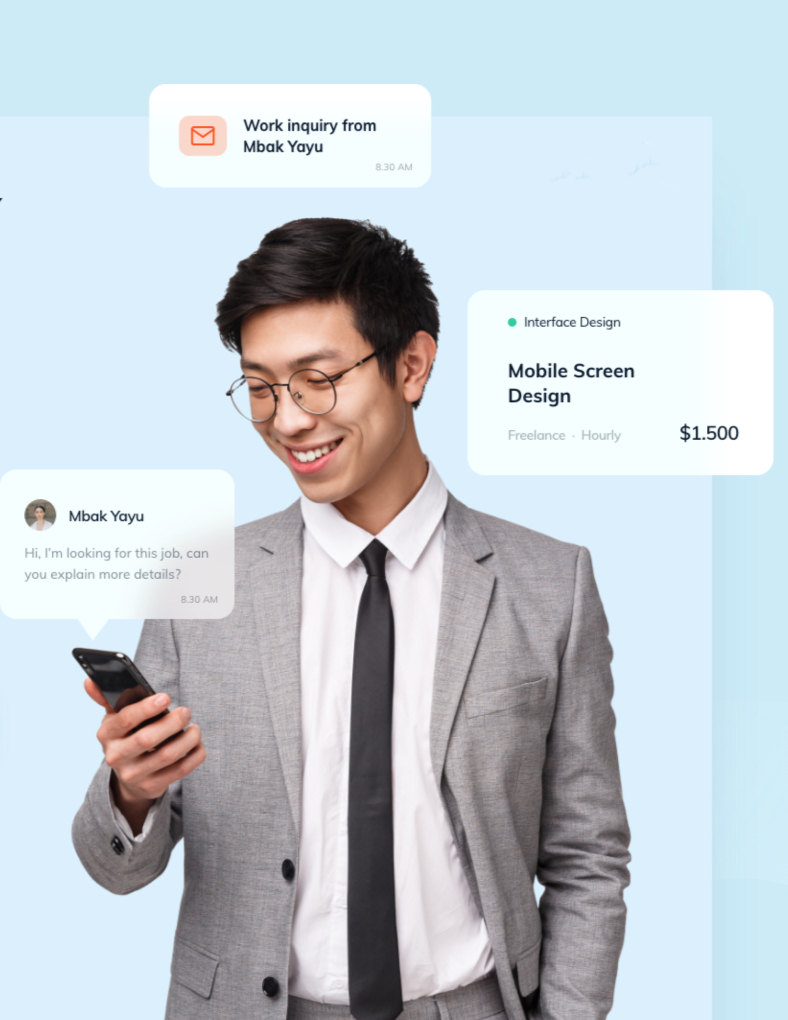 Work inquiry from
Mbak Yayu
8.30 AM
Interface Design
Mobile Screen
Design
Freelance · Hourly
$1.500
Mbak Yayu
Hi, I'm looking for this job, can
you explain more details?
8.30 AM